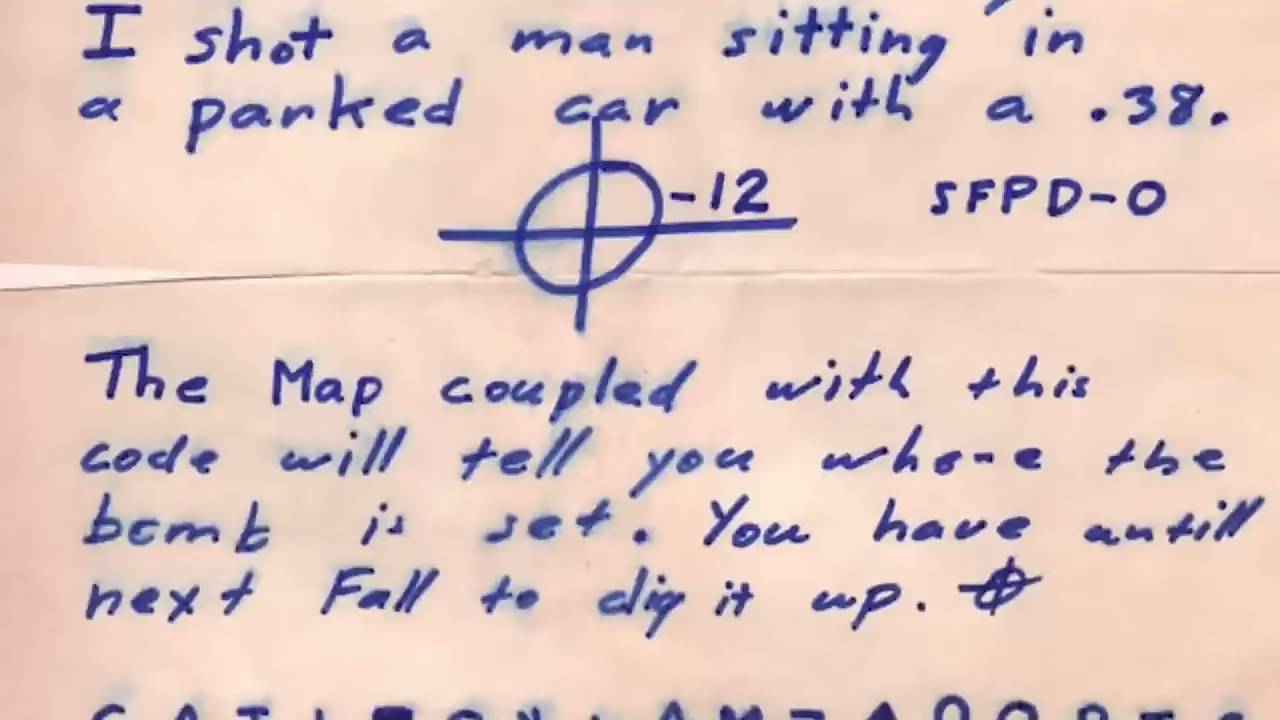 I shot a man sitting in
a parked car with a .38.
-12 SFPD-0
The Map coupled with this
code will tell you where the
bomb is set. You have untill
next Fall to dig it up.